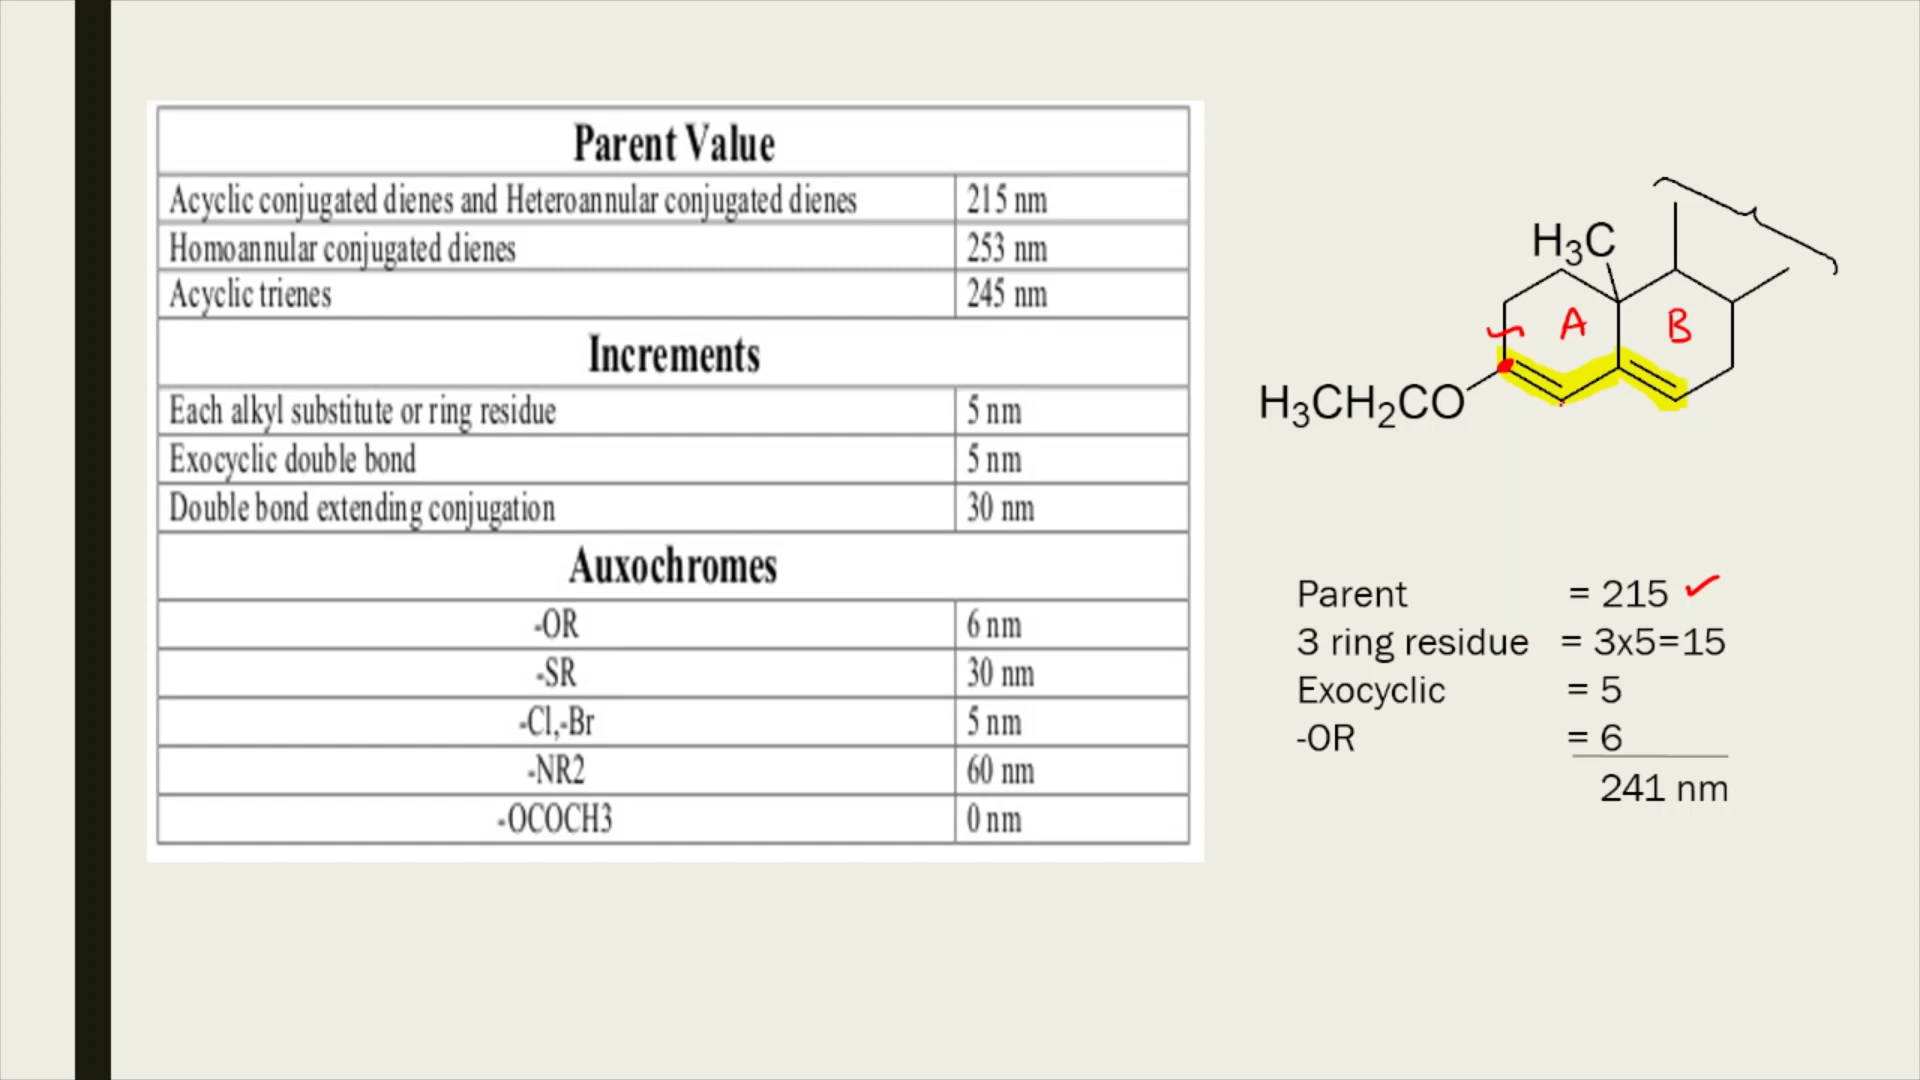 Parent Value
Acyclic conjugated dienes and Heteroannular conjugated dienes 215 nm
Homoannular conjugated dienes 253 nm
Acyclic trienes 245 nm
Increments
Each alkyl substitute or ring residue 5 nm
Exocyclic double bond 5 nm
Double bond extending conjugation 30 nm
Auxochromes
-OR 6 nm
-SR 30 nm
-Cl,-Br 5 nm
-NR2 60 nm
-OCOCH3 0 nm
H₃C
A B
H₃CH₂CO
Parent = 215 ✓
3 ring residue = 3x5=15
Exocyclic = 5
-OR = 6
241 nm